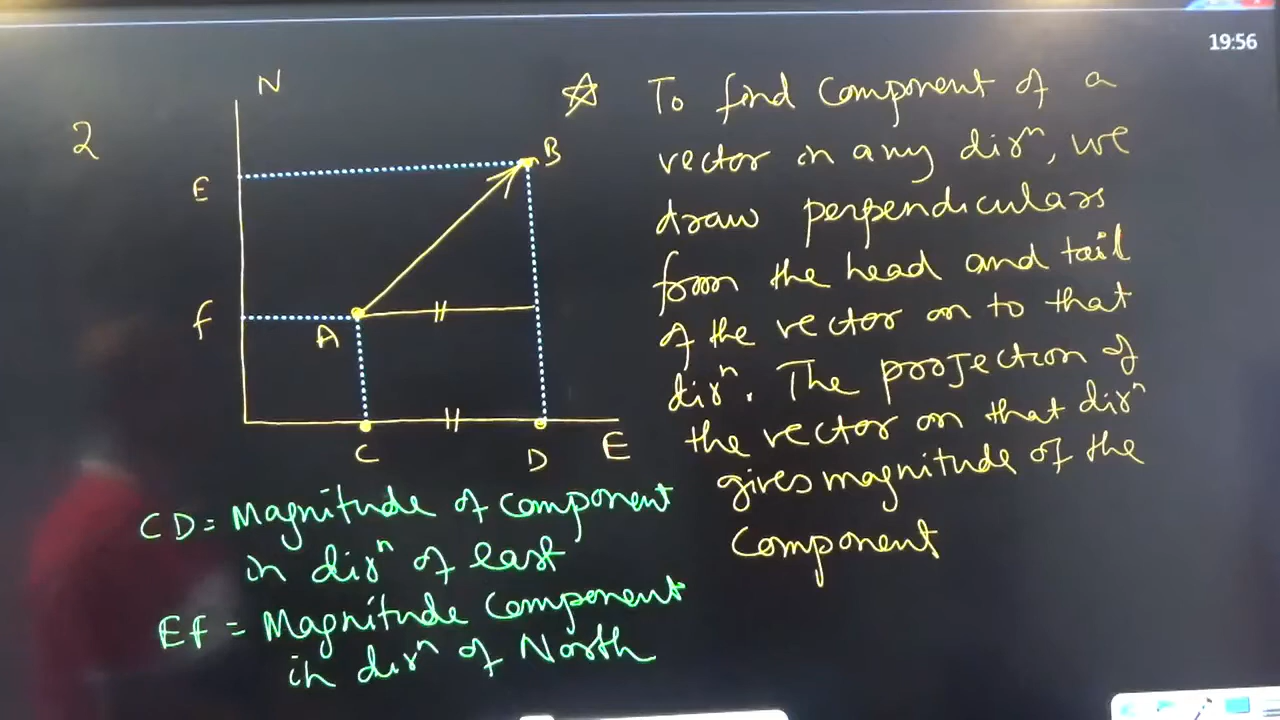 19:56
2
N
E
f
A
B
C
D
E
☆ To find component of a
vector in any dirⁿ, we
draw perpendiculars
from the head and tail
of the vector on to that
dirⁿ. The projection of
the vector on that dirⁿ
gives magnitude of the
component
CD = Magnitude of component
in dirⁿ of east
Ef = Magnitude component
in dirⁿ of North